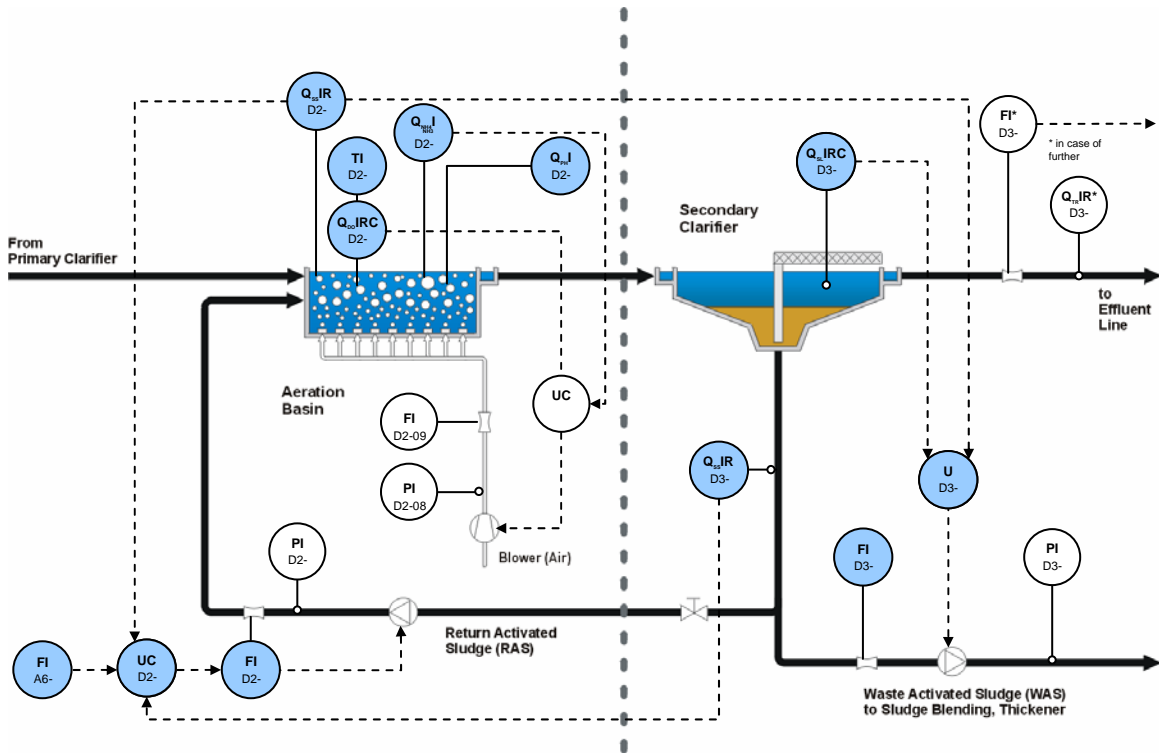 QSSIR
D2-
QNH4I
NH3
D2-
TI
D2-
QPHI
D2-
QDOIRC
D2-
QSLIRC
D3-
FI*
D3-
* in case of
further
QTRIR*
D3-
From
Primary Clarifier
Secondary
Clarifier
to
Effluent
Line
Aeration
Basin
UC
FI
D2-09
PI
D2-08
Blower (Air)
QSSIR
D3-
U
D3-
PI
D2-
FI
D3-
PI
D3-
Return Activated
Sludge (RAS)
FI
A6-
UC
D2-
FI
D2-
Waste Activated Sludge (WAS)
to Sludge Blending, Thickener